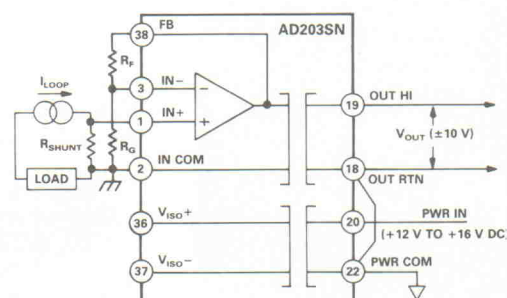 FB
AD203SN
38
R_F
I_LOOP
3
IN−
−
1
IN+
+
19
OUT HI
V_OUT (±10 V)
R_SHUNT
R_G
2
IN COM
18
OUT RTN
LOAD
36
V_ISO+
20
PWR IN
(+12 V TO +16 V DC)
37
V_ISO−
22
PWR COM